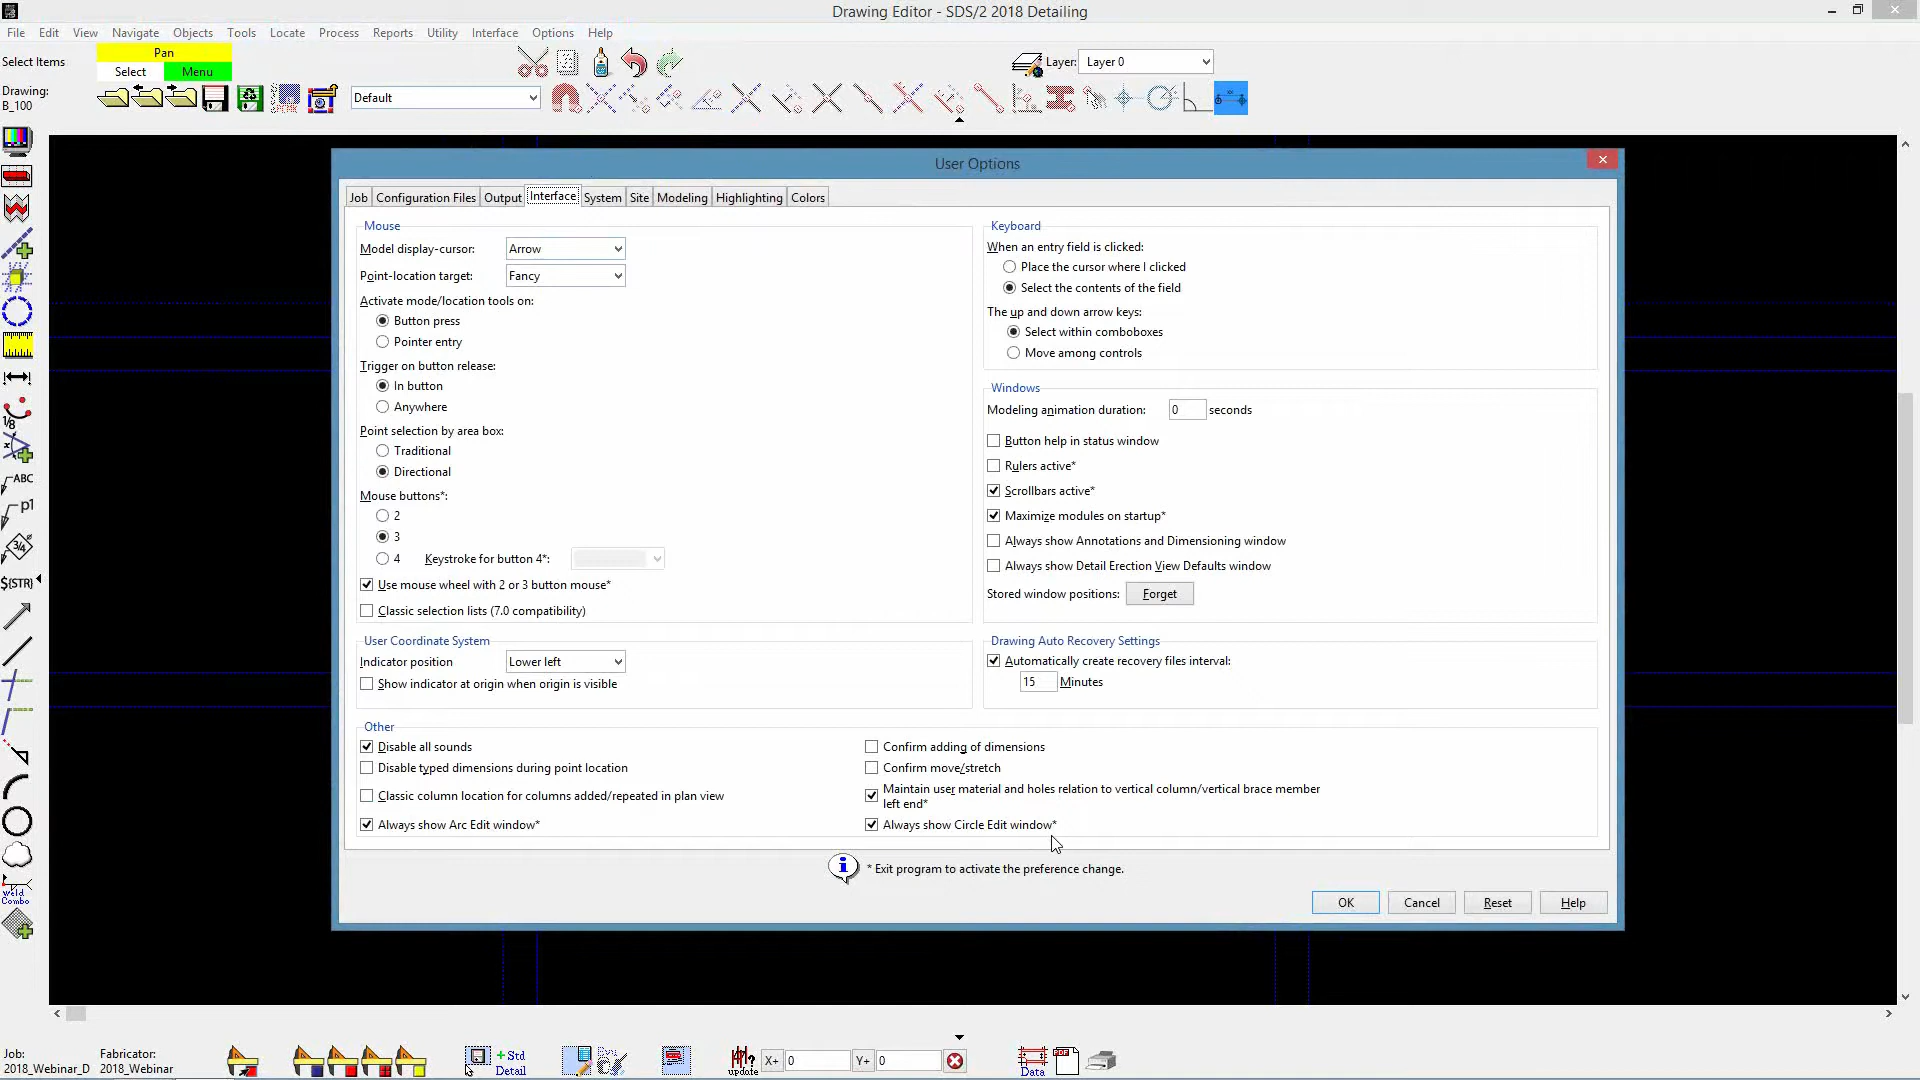 Drawing Editor - SDS/2 2018 Detailing
File Edit View Navigate Objects Tools Locate Process Reports Utility Interface Options Help
Select Items
Pan
Select Menu
Layer: Layer 0
Drawing:
B_100
Default
User Options
Job Configuration Files Output Interface System Site Modeling Highlighting Colors
Mouse
Model display-cursor: Arrow
Point-location target: Fancy
Activate mode/location tools on:
Button press
Pointer entry
Trigger on button release:
In button
Anywhere
Point selection by area box:
Traditional
Directional
Mouse buttons*:
2
3
4 Keystroke for button 4*:
Use mouse wheel with 2 or 3 button mouse*
Classic selection lists (7.0 compatibility)
Keyboard
When an entry field is clicked:
Place the cursor where I clicked
Select the contents of the field
The up and down arrow keys:
Select within comboboxes
Move among controls
Windows
Modeling animation duration: 0 seconds
Button help in status window
Rulers active*
Scrollbars active*
Maximize modules on startup*
Always show Annotations and Dimensioning window
Always show Detail Erection View Defaults window
Stored window positions: Forget
User Coordinate System
Indicator position Lower left
Show indicator at origin when origin is visible
Drawing Auto Recovery Settings
Automatically create recovery files interval:
15 Minutes
Other
Disable all sounds
Disable typed dimensions during point location
Classic column location for columns added/repeated in plan view
Always show Arc Edit window*
Confirm adding of dimensions
Confirm move/stretch
Maintain user material and holes relation to vertical column/vertical brace member
left end*
Always show Circle Edit window*
* Exit program to activate the preference change.
OK Cancel Reset Help
1/8
ABC
p1
3/4
${STR}
weld
Combo
Job:
2018_Webinar_D
Fabricator:
2018_Webinar
+ Std
Detail
update
X+ 0 Y+ 0
Data
PDF